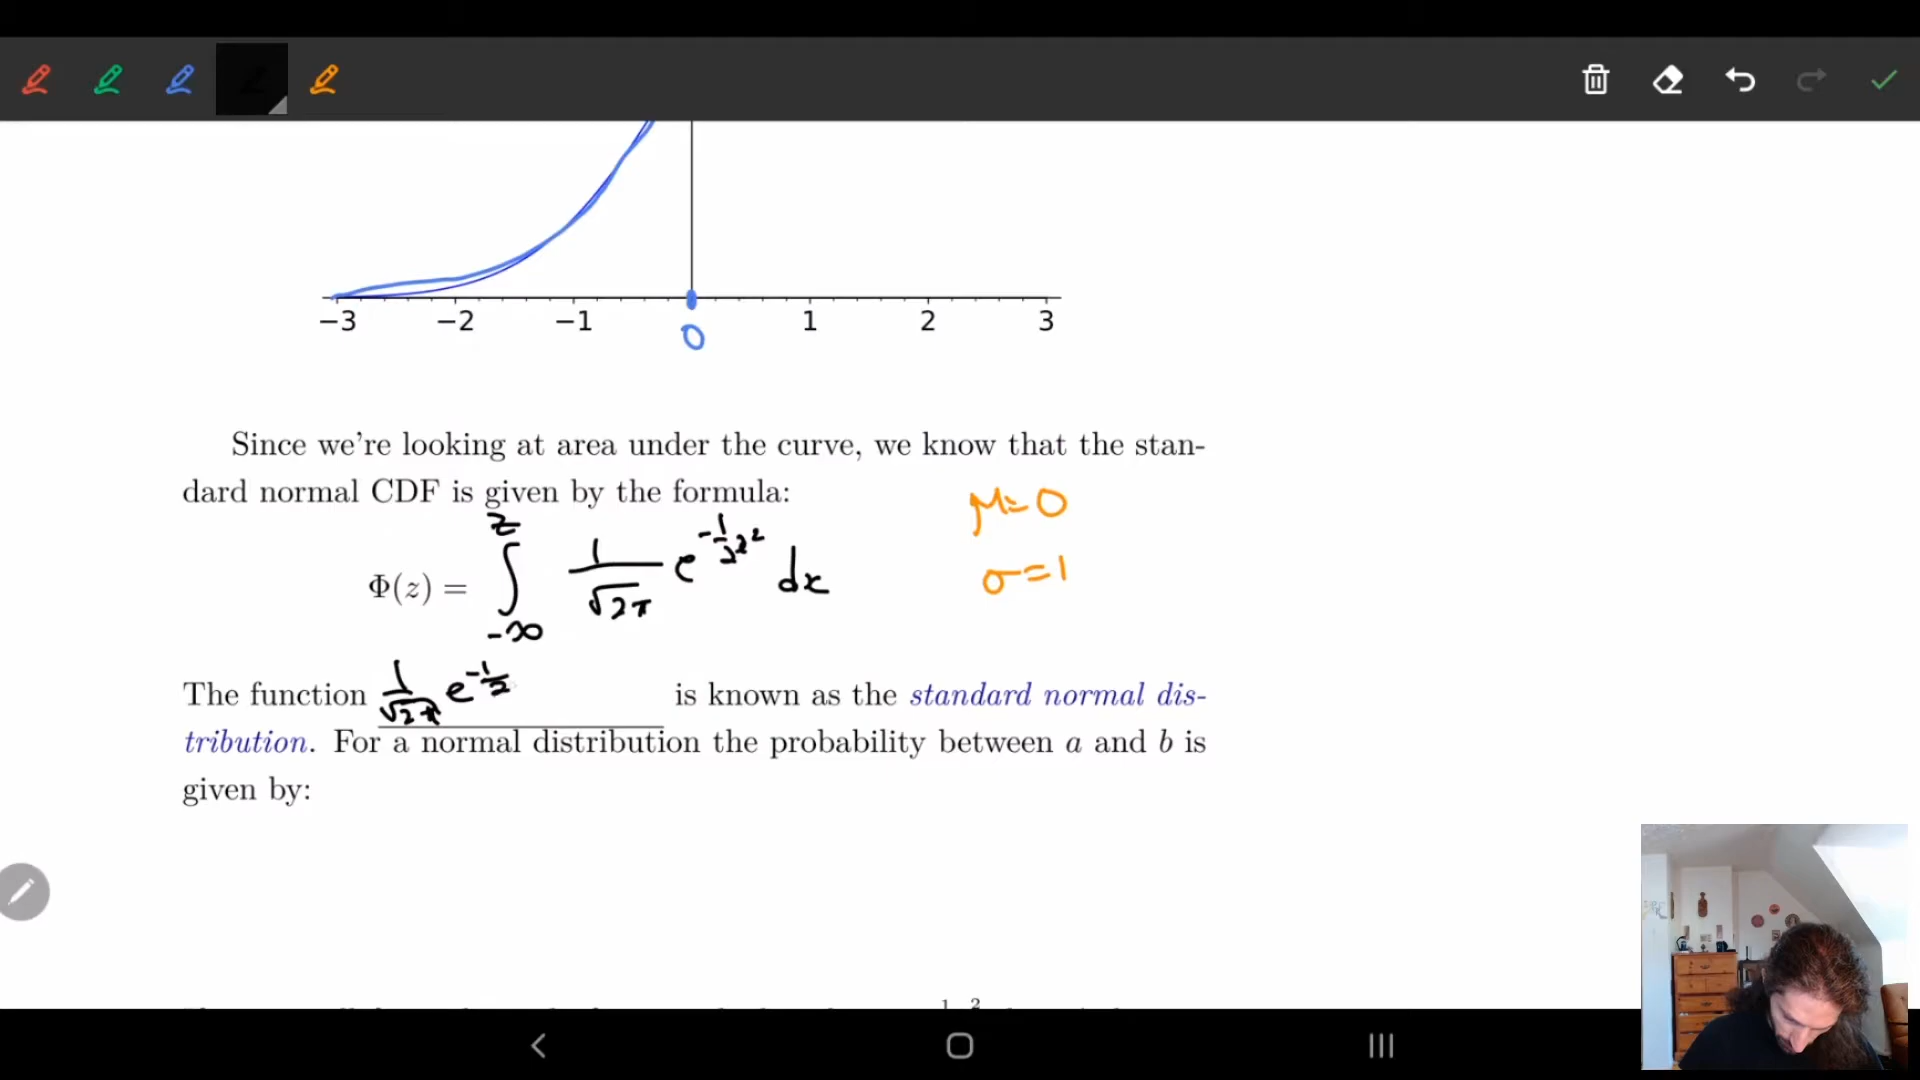 −3 −2 −1 0 1 2 3
Since we're looking at area under the curve, we know that the stan-
dard normal CDF is given by the formula:
μ=0
Φ(z) = ∫_{-∞}^{z} 1/√2π e^{-1/2 x²} dx
σ=1
The function 1/√2π e^{-1/2} is known as the standard normal dis-
tribution. For a normal distribution the probability between a and b is
given by: